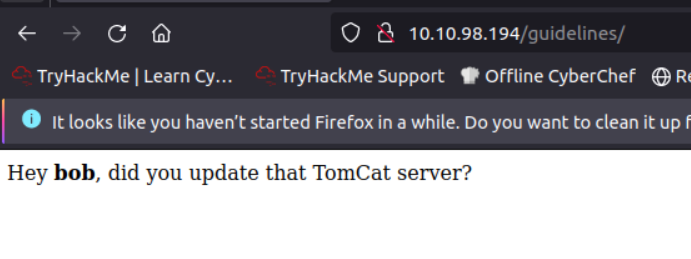 10.10.98.194/guidelines/
TryHackMe | Learn Cy... TryHackMe Support Offline CyberChef
It looks like you haven't started Firefox in a while. Do you want to clean it up
Hey bob, did you update that TomCat server?